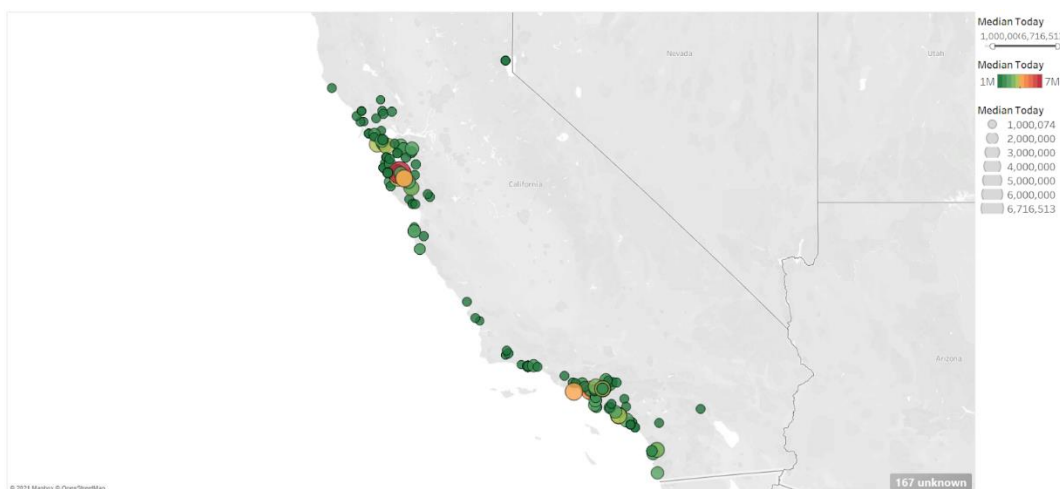 Median Today
1,000,00(6,716,513
Median Today
1M
7M
Median Today
1,000,074
2,000,000
3,000,000
4,000,000
5,000,000
6,000,000
6,716,513
Nevada
Utah
California
Arizona
© 2021 Mapbox © OpenStreetMap
167 unknown